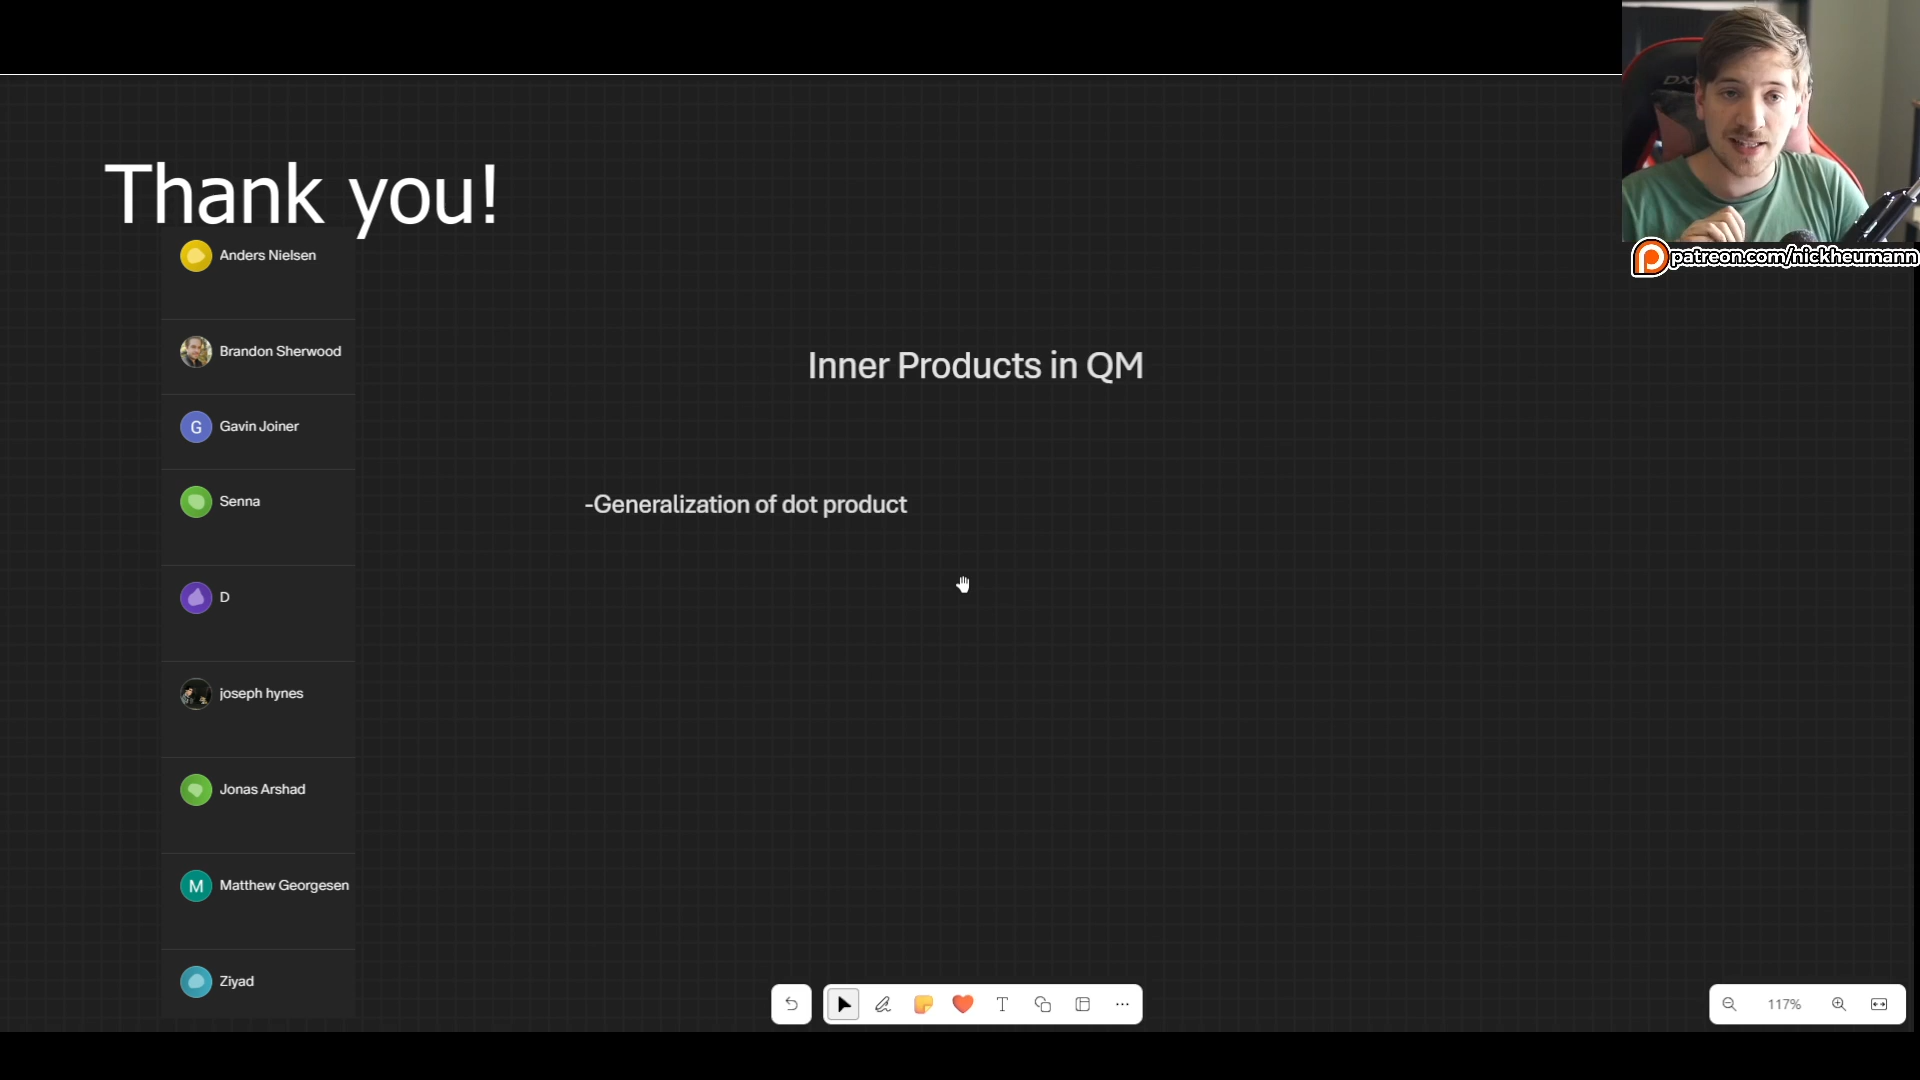 Thank you!
Anders Nielsen
Brandon Sherwood
G
Gavin Joiner
Senna
D
joseph hynes
Jonas Arshad
M
Matthew Georgesen
Ziyad
Inner Products in QM
-Generalization of dot product
DX
patreon.com/nickheumann
T
117%